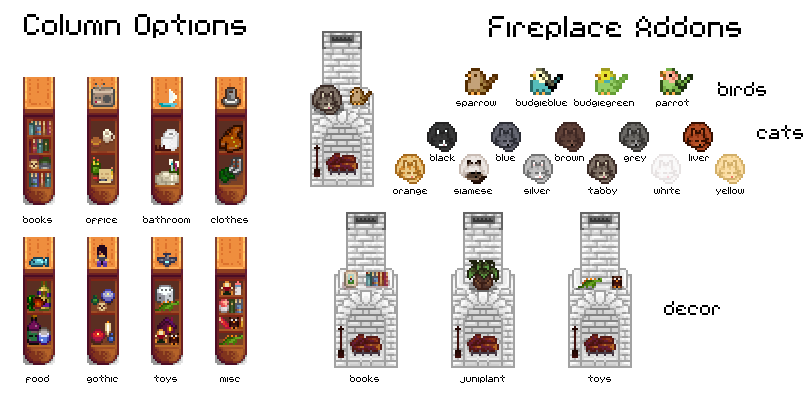 Column Options
Fireplace Addons
sparrow
budgieblue
budgiegreen
parrot
birds
cats
black
blue
brown
grey
liver
orange
siamese
silver
tabby
white
yellow
books
office
bathroom
clothes
decor
food
gothic
toys
misc
books
juniplant
toys